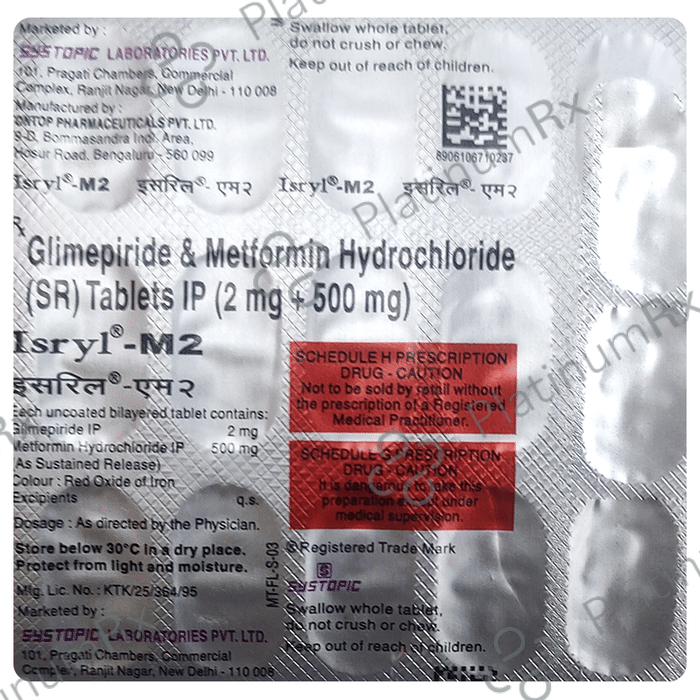 Marketed by :
SYSTOPIC LABORATORIES PVT. LTD.
101, Pragati Chambers, Commercial
Complex, Ranjit Nagar, New Delhi - 110 008
Manufactured by :
ONTOP PHARMACEUTICALS PVT. LTD.
9-B, Bommasandra Indl. Area,
Hosur Road, Bengaluru - 560 099
Swallow whole tablet,
do not crush or chew.
Keep out of reach of children.
8906106710237
Isryl®-M2 इसरिल®- एम२ Isryl®-M2 इसरिल®- एम२
Rx
Glimepiride & Metformin Hydrochloride
(SR) Tablets IP (2 mg + 500 mg)
Isryl®-M2
इसरिल®-एम२
Each uncoated bilayered tablet contains:
Glimepiride IP 2 mg
Metformin Hydrochloride IP 500 mg
(As Sustained Release)
Colour : Red Oxide of Iron
Excipients q.s.
Dosage : As directed by the Physician.
Store below 30°C in a dry place.
Protect from light and moisture.
Mfg. Lic. No.: KTK/25/364/95
Marketed by :
SYSTOPIC LABORATORIES PVT. LTD.
101, Pragati Chambers, Commercial
Complex, Ranjit Nagar, New Delhi - 110 008
SCHEDULE H PRESCRIPTION
DRUG - CAUTION
Not to be sold by retail without
the prescription of a Registered
Medical Practitioner.
SCHEDULE G PRESCRIPTION
DRUG - CAUTION
It is dangerous to take this
preparation except under
medical supervision.
MT-FL-S-03
®Registered Trade Mark
S
SYSTOPIC
Swallow whole tablet,
do not crush or chew.
Keep out of reach of children.
PlatinumRx
PlatinumRx
PlatinumRx